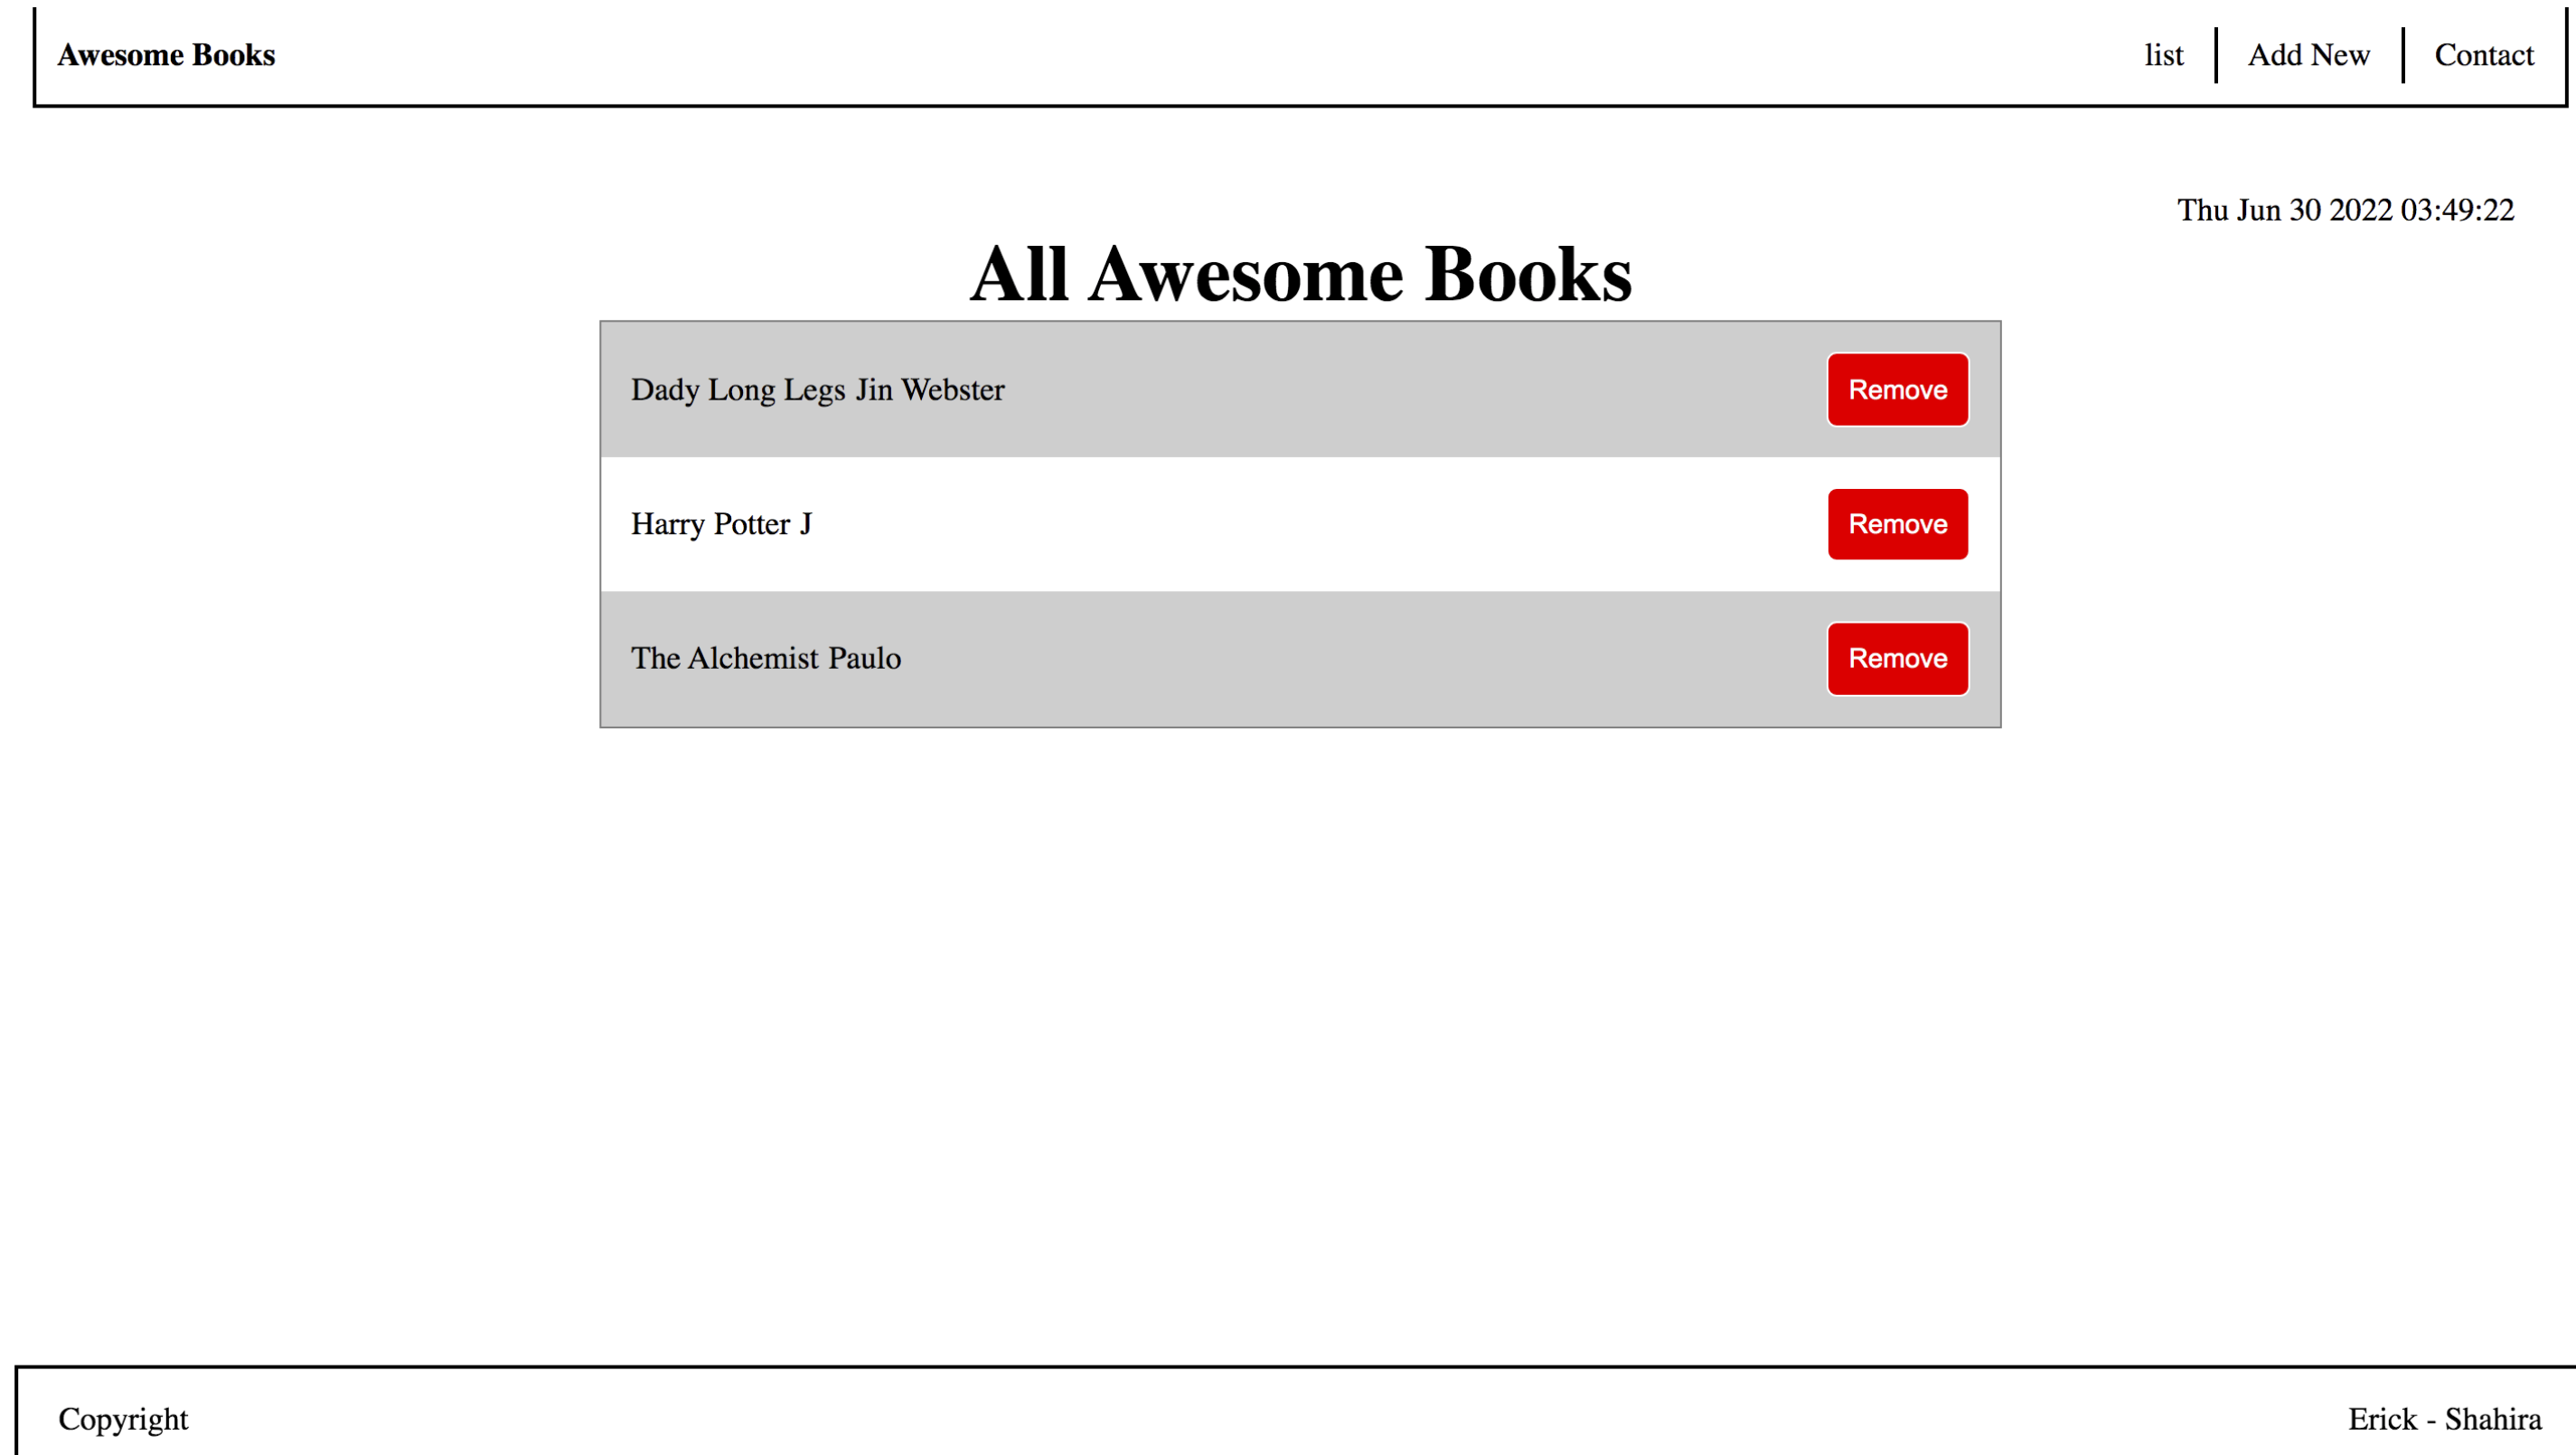 Awesome Books list Add New Contact
Thu Jun 30 2022 03:49:22
All Awesome Books
Dady Long Legs Jin Webster Remove
Harry Potter J Remove
The Alchemist Paulo Remove
Copyright Erick - Shahira